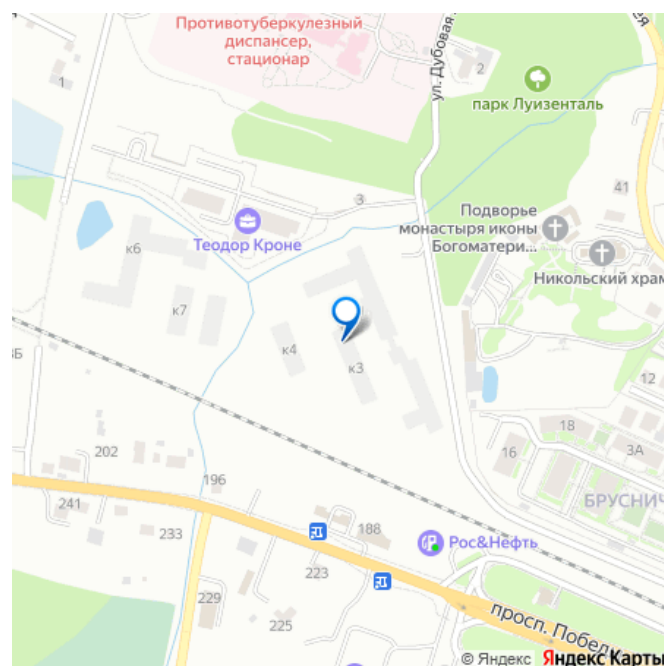 Противотуберкулезный
диспансер,
стационар
ул. Дубовая
2
1
парк Луизенталь
41
3
Подворье
монастыря иконы
Богоматери...
Теодор Кроне
Никольский храм
к6
к7
к4
к3
12
18
3А
16
БРУСНИЧ
202
196
241
233
188
Рос&Нефть
223
229
225
просп. Победы
© Яндекс Яндекс Карты